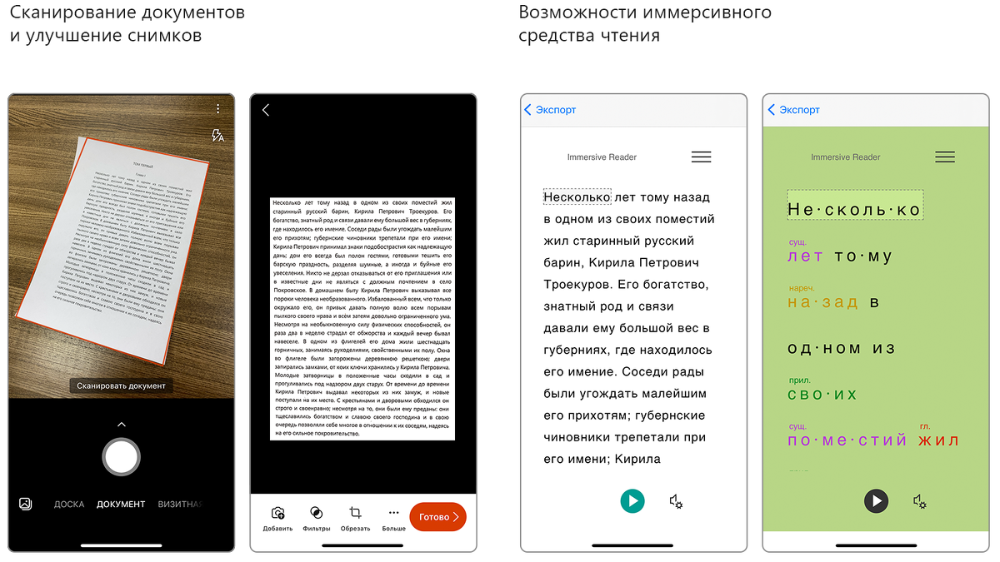 Сканирование документов
и улучшение снимков
Возможности иммерсивного
средства чтения
ТОМ ПЕРВЫЙ
Глава I
Сканировать документ
ДОСКА
ДОКУМЕНТ
ВИЗИТНАЯ
Несколько лет тому назад в одном из своих поместий жил
старинный русский барин, Кирила Петрович Троекуров. Его
богатство, знатный род и связи давали ему большой вес в губерниях,
где находилось его имение. Соседи рады были угождать малейшим
его прихотям; губернские чиновники трепетали при его имени;
Кирила Петрович принимал знаки подобострастия как надлежащую
дань; дом его всегда был полон гостями, готовыми тешить его
барскую праздность, разделяя шумные, а иногда и буйные его
увеселения. Никто не дерзал отказываться от его приглашения или
в известные дни не являться с должным почтением в село
Покровское. В домашнем быту Кирила Петрович выказывал все
пороки человека необразованного. Избалованный всем, что только
окружало его, он привык давать полную волю всем порывам
пылкого своего нрава и всём затеям довольно ограниченного ума.
Несмотря на необыкновенную силу физических способностей, он
раза два в неделю страдал от обжорства и каждый вечер бывал
навеселе. В одном из флигелей его дома жили шестнадцать
горничных, занимаясь рукоделиями, свойственными их полу. Окна
во флигеле были загорожены деревянною решеткою; двери
запирались замками, от коих ключи хранились у Кирила Петровича.
Молодые затворницы в положенные часы сходили в сад и
прогуливались под надзором двух старух. От времени до времени
Кирила Петрович выдавал некоторых из них замуж, и новые
поступали на их место. С крестьянами и дворовыми обходился он
строго и своенравно; несмотря на то, они были ему преданы: они
тщеславились богатством и славою своего господина и в свою
очередь позволяли себе многое в отношении к их соседям, надеясь
на его сильное покровительство.
Добавить
Фильтры
Обрезать
Больше
Готово
Экспорт
Immersive Reader
Несколько лет тому назад
в одном из своих поместий
жил старинный русский
барин, Кирила Петрович
Троекуров. Его богатство,
знатный род и связи
давали ему большой вес в
губерниях, где находилось
его имение. Соседи рады
были угождать малейшим
его прихотям; губернские
чиновники трепетали при
его имени; Кирила
Экспорт
Immersive Reader
Не·сколь·ко
сущ.
лет то·му
нареч.
на·зад в
од·ном из
прил.
сво·их
сущ. гл.
по·ме·стий жил